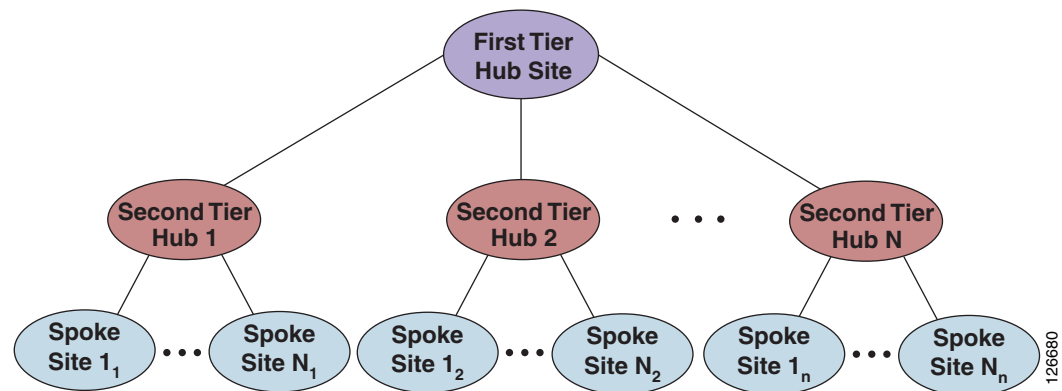 First Tier
Hub Site
Second Tier
Hub 1
Second Tier
Hub 2
• • •
Second Tier
Hub N
Spoke
Site 1₁
•••
Spoke
Site N₁
Spoke
Site 1₂
•••
Spoke
Site N₂
Spoke
Site 1ₙ
•••
Spoke
Site Nₙ
126680